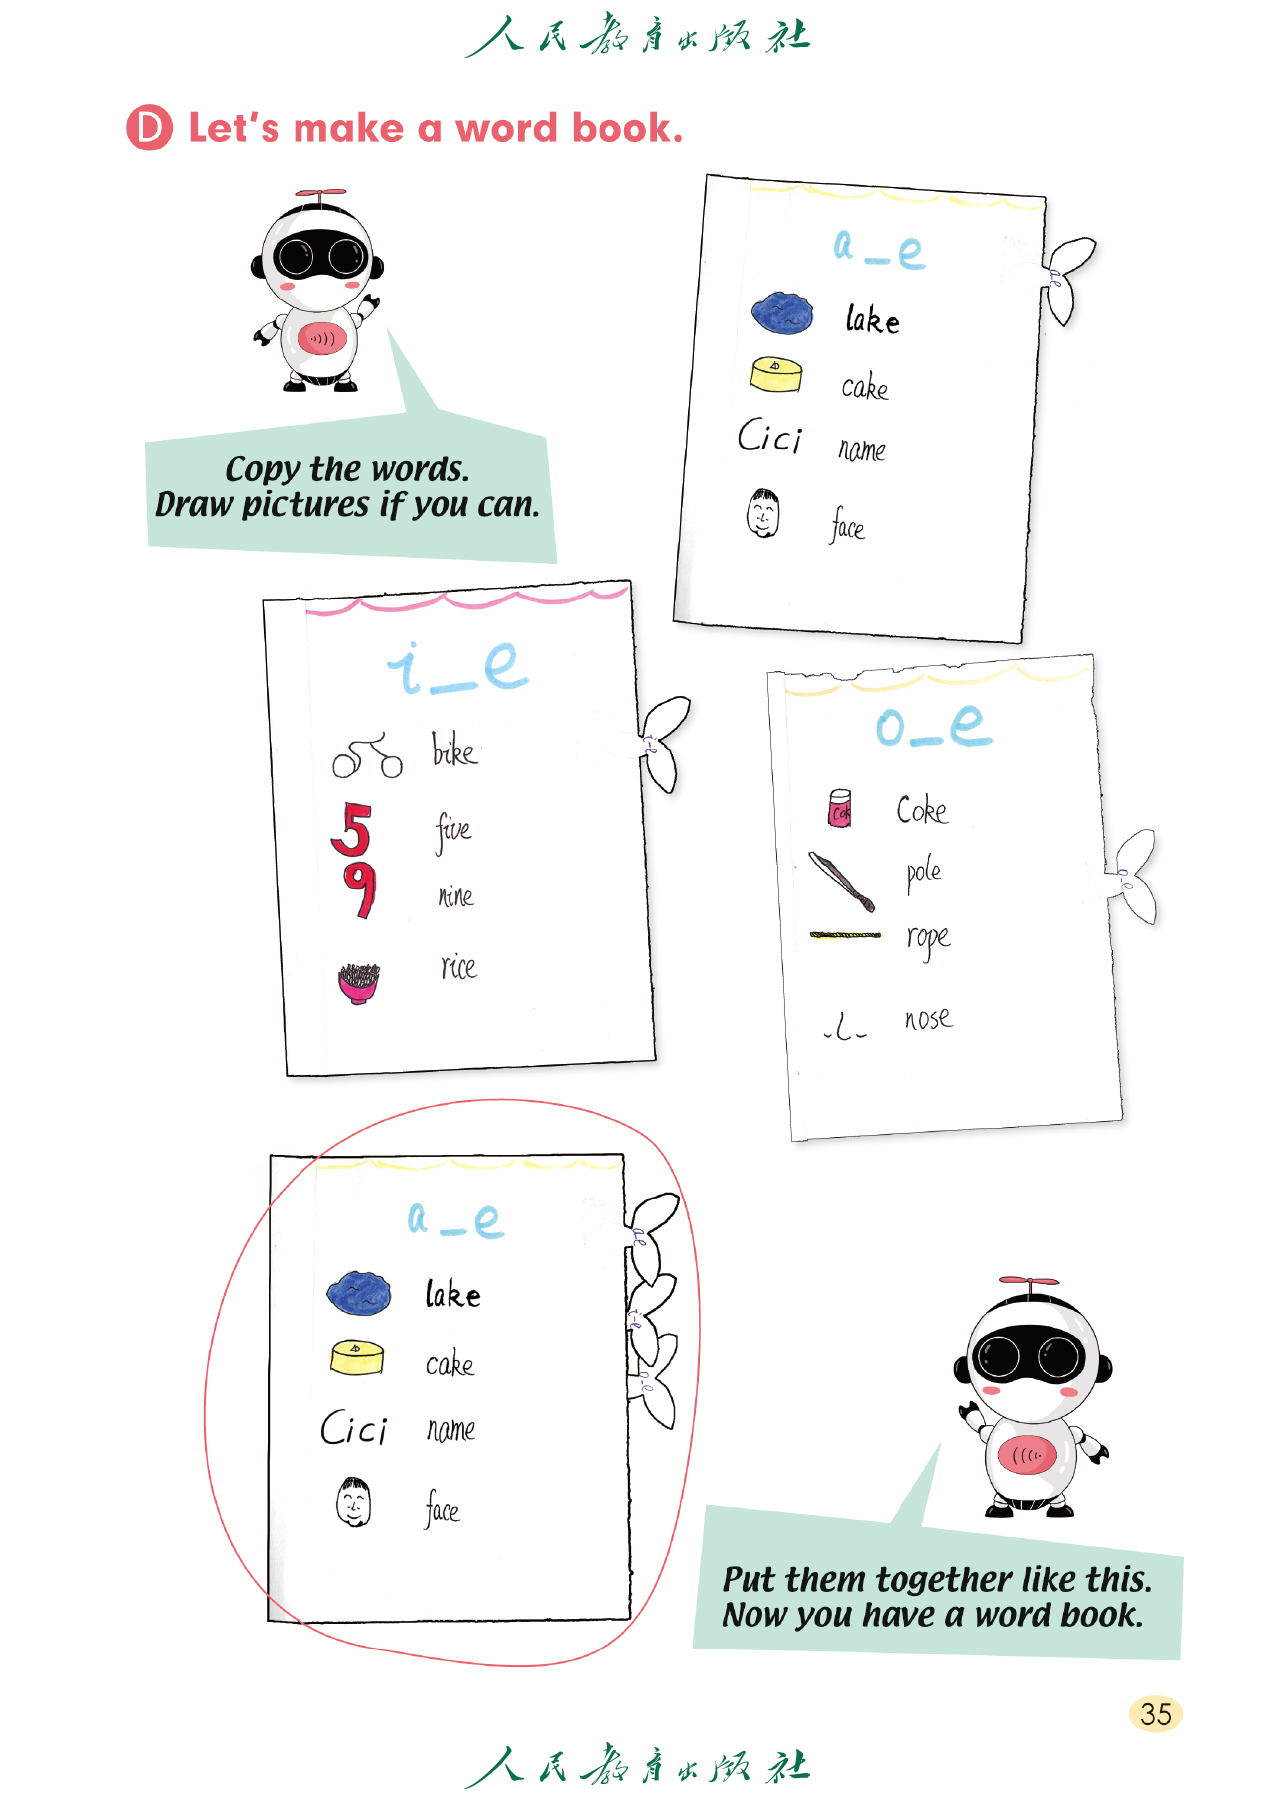 人民教育出版社
D Let's make a word book.
Copy the words.
Draw pictures if you can.
a_e
ae
lake
cake
Cici name
face
i_e
i-e
bike
5 five
9 nine
rice
o_e
o-e
Cok Coke
pole
rope
nose
a_e
ae
lake
i-e
cake
o-e
Cici name
face
Put them together like this.
Now you have a word book.
35
人民教育出版社